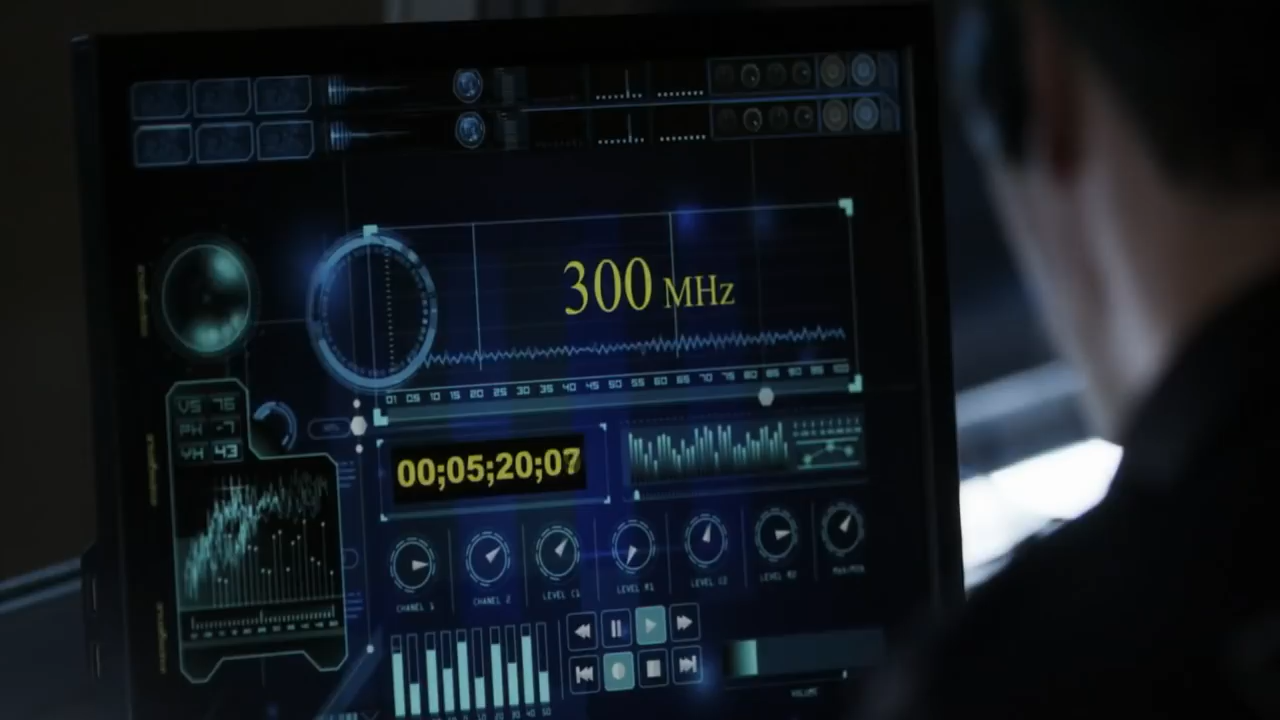 300 MHz
01 05 10 15 20 25 30 35 40 45 50 55 60 65 70 75 80 85 90 95 100
VS 76
PH -7
VH 43
00;05;20;07
CHANEL 1
CHANEL 2
LEVEL C1
LEVEL R1
LEVEL C2
LEVEL R2
VOLUME